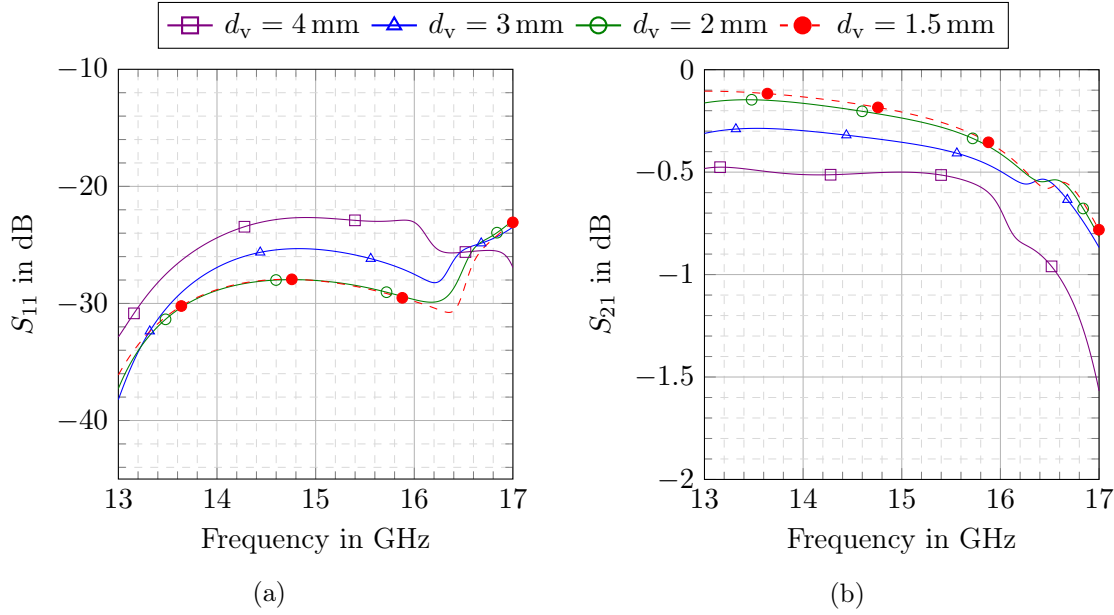 d_v = 4 mm d_v = 3 mm d_v = 2 mm d_v = 1.5 mm
−10
−20
−30
−40
13 14 15 16 17
S_11 in dB
Frequency in GHz
(a)
0
−0.5
−1
−1.5
−2
13 14 15 16 17
S_21 in dB
Frequency in GHz
(b)